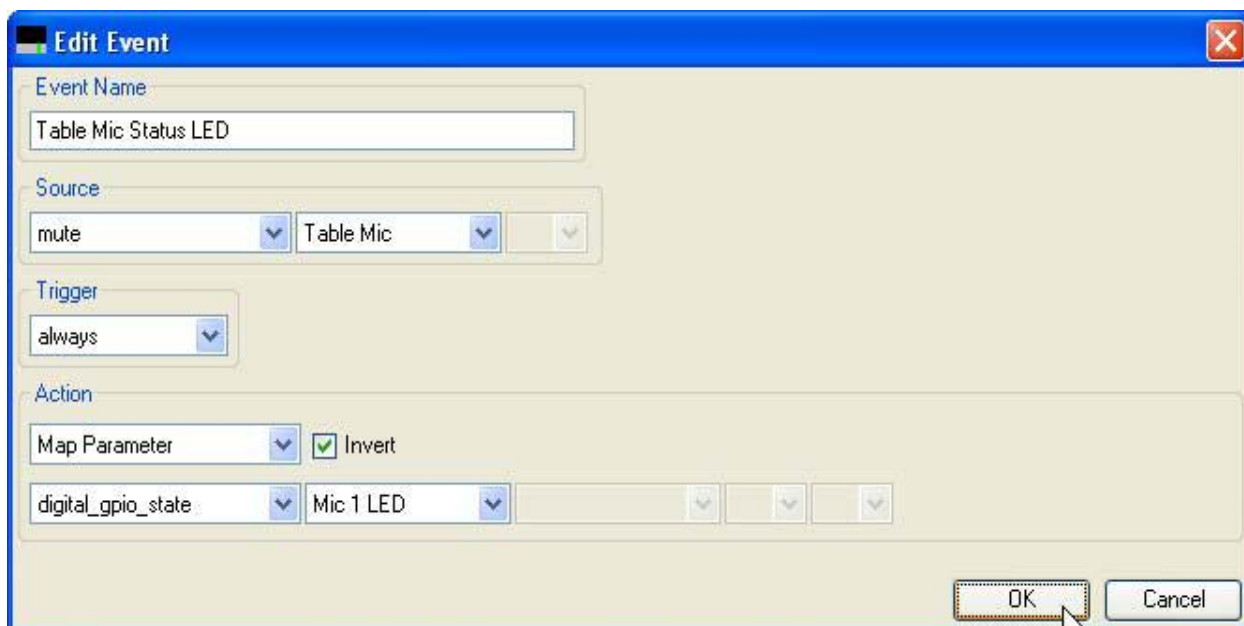 Edit Event
Event Name
Table Mic Status LED
Source
mute Table Mic
Trigger
always
Action
Map Parameter Invert
digital_gpio_state Mic 1 LED
OK Cancel